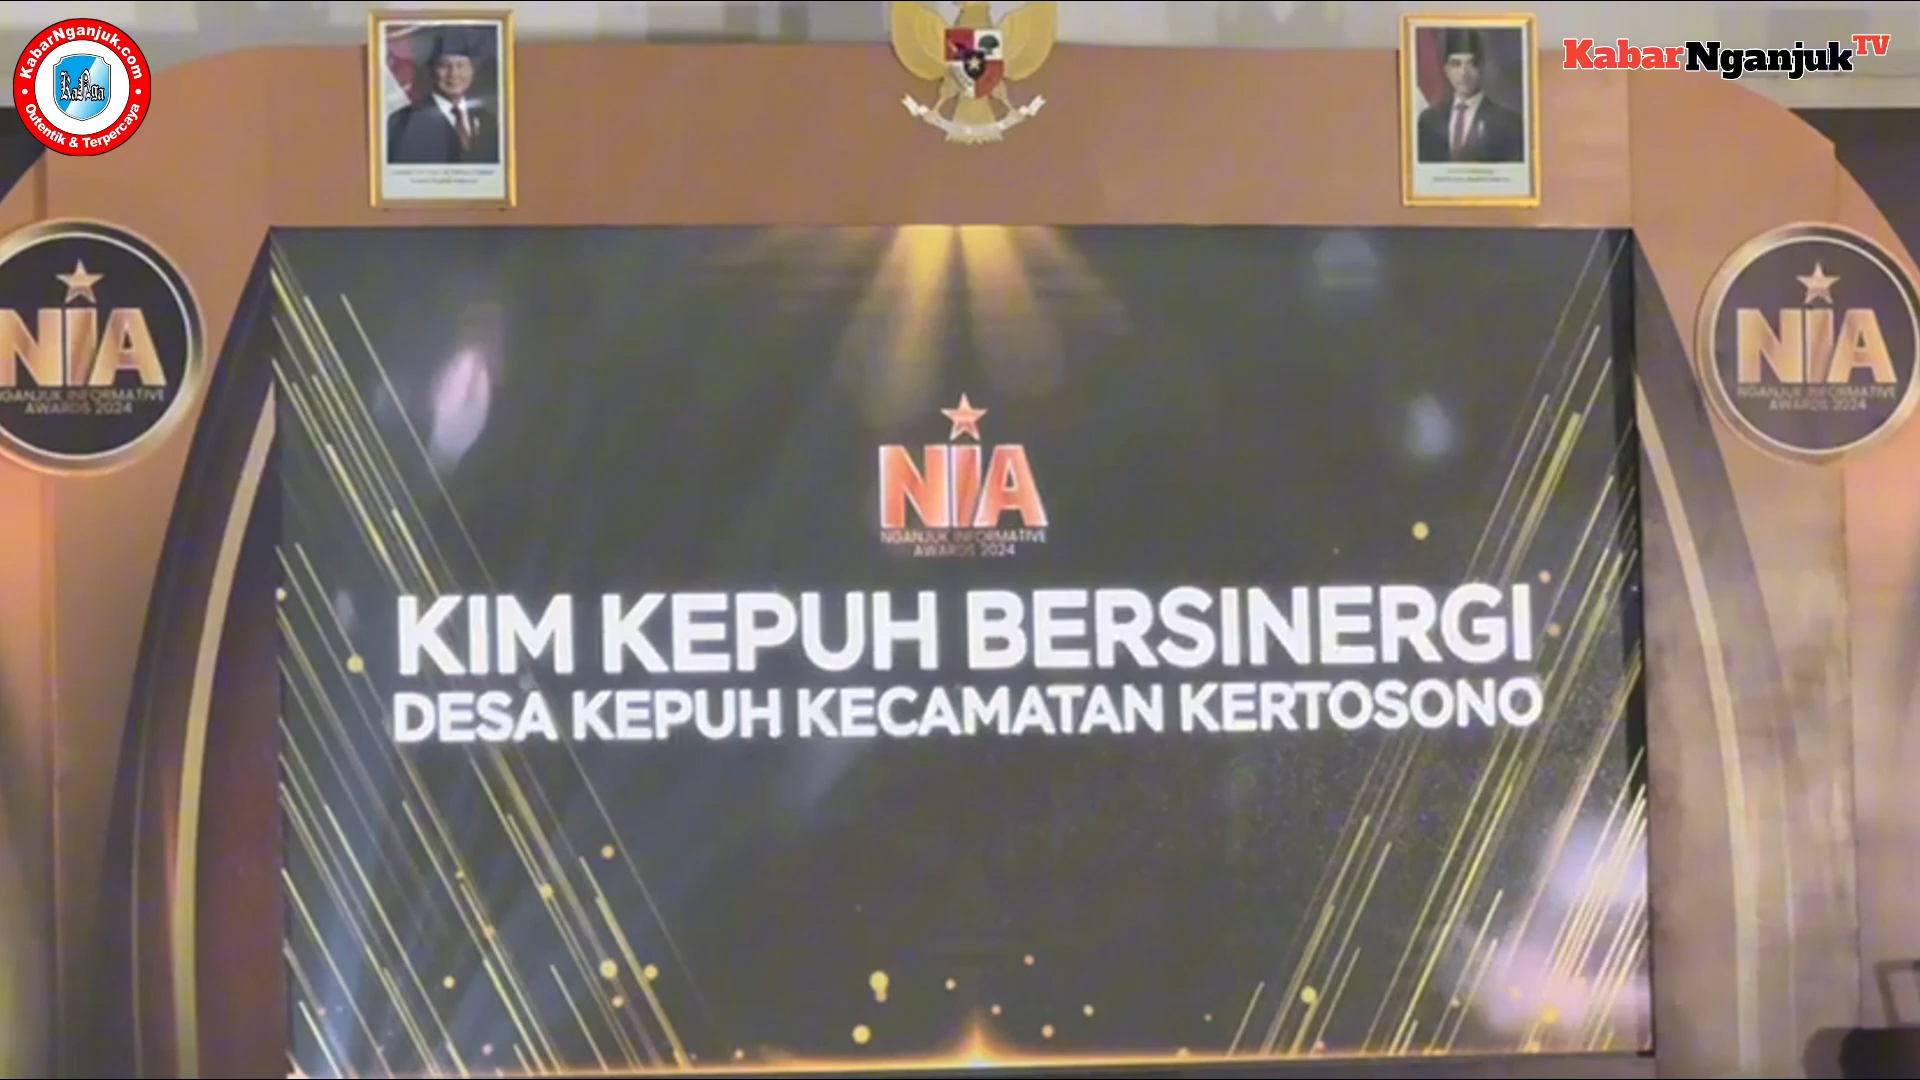 KabarNganjuk.com
RaNga
Outentik & Terpercaya
KabarNganjukTV
NIA
NGANJUK INFORMATIVE
AWARDS 2024
NIA
NGANJUK INFORMATIVE
AWARDS 2024
NIA
NGANJUK INFORMATIVE
AWARDS 2024
KIM KEPUH BERSINERGI
DESA KEPUH KECAMATAN KERTOSONO